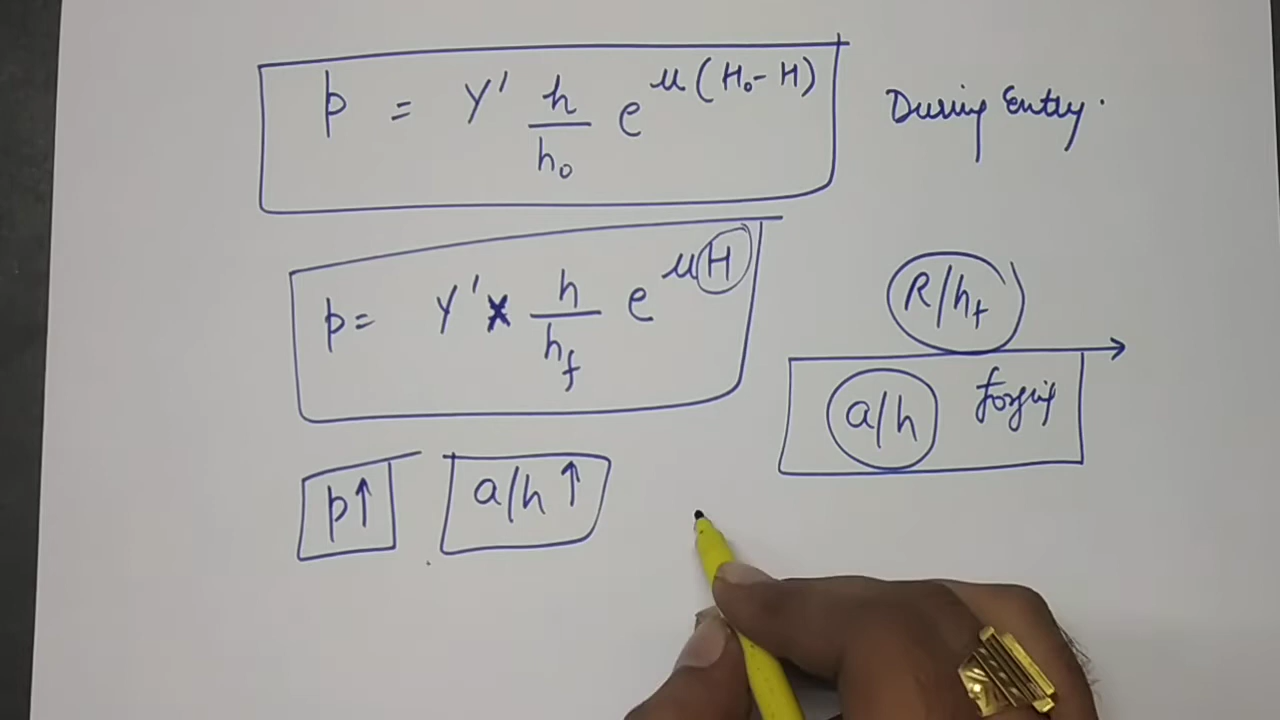 p = Y' h/h₀ e^μ(H₀-H) During Entry.
p = Y' × h/h_f e^μH
R/h_f
a/h forging
p↑ a/h ↑